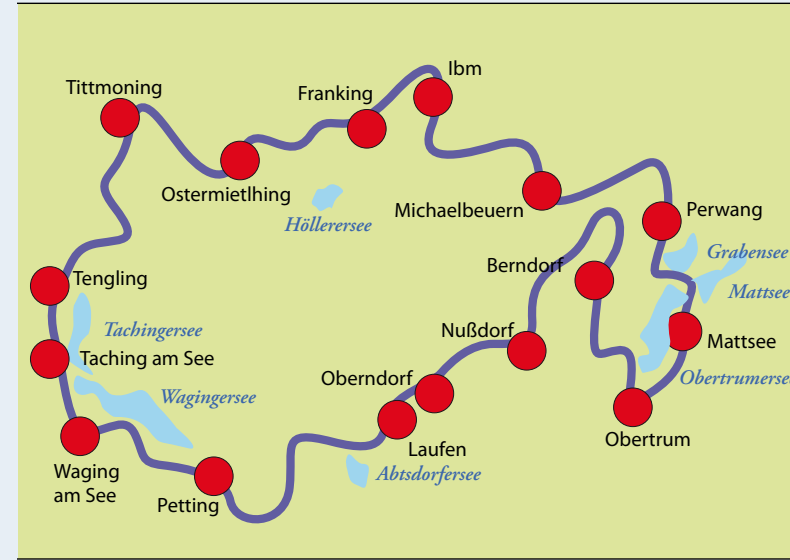 Ibm
Tittmoning
Franking
Ostermietlhing
Höllerersee
Michaelbeuern
Perwang
Grabensee
Berndorf
Mattsee
Tengling
Tachingersee
Nußdorf
Mattsee
Taching am See
Oberndorf
Obertrumersee
Wagingersee
Obertrum
Laufen
Waging
am See
Abtsdorfersee
Petting